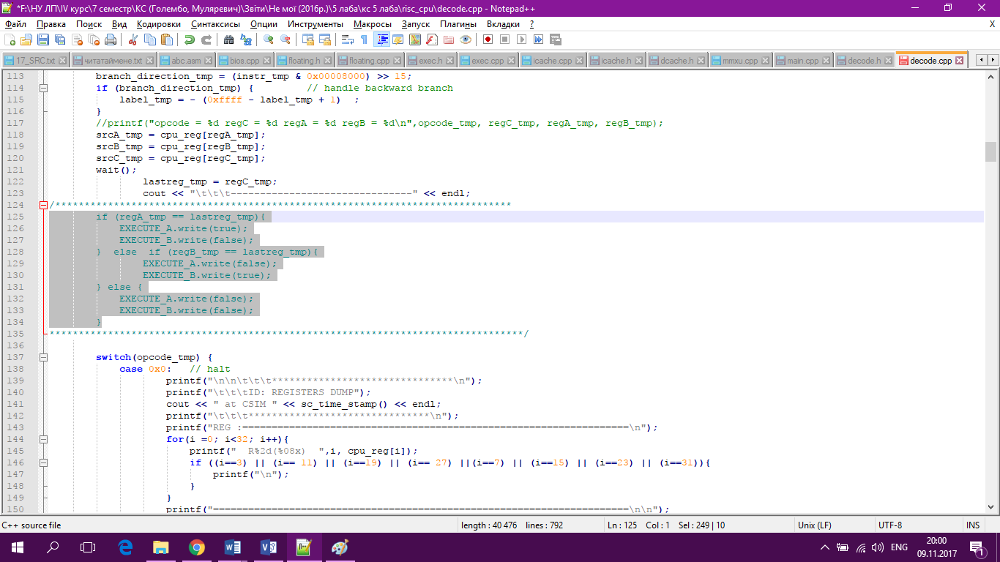 *F:\НУ ЛП\IV курс\7 семестр\КС (Голембо, Муляревич)\Звіти\Не мої (2016р.)\5 лаба\кс 5 лаба\risc_cpu\decode.cpp - Notepad++
Файл Правка Поиск Вид Кодировки Синтаксисы Опции Инструменты Макросы Запуск Плагины Вкладки ? X
17_SRC.txt читатаймене.txt abc.asm bios.cpp floating.h floating.cpp exec.h exec.cpp icache.cpp icache.h dcache.h mmxu.cpp main.cpp decode.h decode.cpp
113 branch_direction_tmp = (instr_tmp & 0x00008000) >> 15;
114 if (branch_direction_tmp) { // handle backward branch
115 label_tmp = - (0xffff - label_tmp + 1) ;
116 }
117 //printf("opcode = %d regC = %d regA = %d regB = %d\n",opcode_tmp, regC_tmp, regA_tmp, regB_tmp);
118 srcA_tmp = cpu_reg[regA_tmp];
119 srcB_tmp = cpu_reg[regB_tmp];
120 srcC_tmp = cpu_reg[regC_tmp];
121 wait();
122 lastreg_tmp = regC_tmp;
123 cout << "\t\t\t-------------------------------" << endl;
124 /******************************************************************************
125 if (regA_tmp == lastreg_tmp){
126 EXECUTE_A.write(true);
127 EXECUTE_B.write(false);
128 } else if (regB_tmp == lastreg_tmp){
129 EXECUTE_A.write(false);
130 EXECUTE_B.write(true);
131 } else {
132 EXECUTE_A.write(false);
133 EXECUTE_B.write(false);
134 }
135 *********************************************************************************/
136
137 switch(opcode_tmp) {
138 case 0x0: // halt
139 printf("\n\n\t\t\t*******************************\n");
140 printf("\t\t\tID: REGISTERS DUMP");
141 cout << " at CSIM " << sc_time_stamp() << endl;
142 printf("\t\t\t*******************************\n");
143 printf("REG :==================================================================\n");
144 for(i =0; i<32; i++){
145 printf(" R%2d(%08x) ",i, cpu_reg[i]);
146 if ((i==3) || (i== 11) || (i==19) || (i== 27) ||(i==7) || (i==15) || (i==23) || (i==31)){
147 printf("\n");
148 }
149 }
150 printf("=======================================================================\n\n");
C++ source file length : 40 476 lines : 792 Ln : 125 Col : 1 Sel : 249 | 10 Unix (LF) UTF-8 INS
ENG 20:00
09.11.2017 1